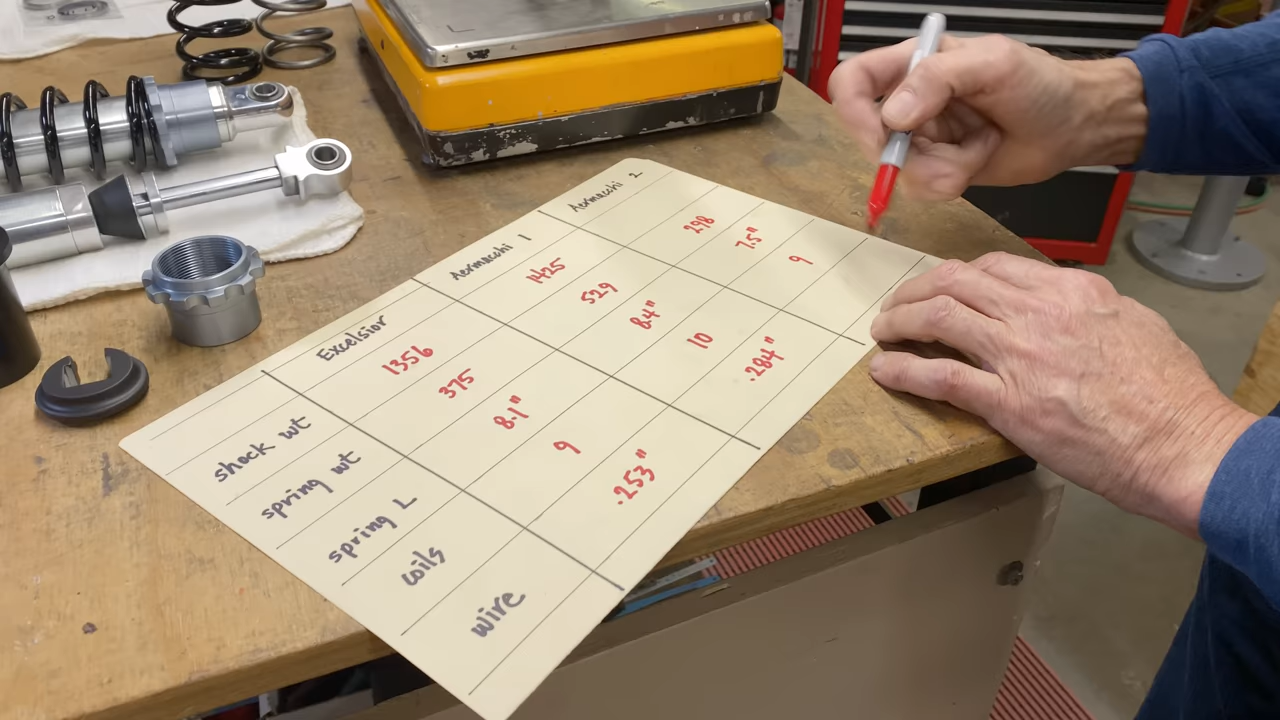 Excelsior Aermacchi 1 Aermacchi 2
shock wt 1356 1425
spring wt 375 529 298
spring L 8.1" 8.4" 7.5"
coils 9 10 9
wire .253" .284"